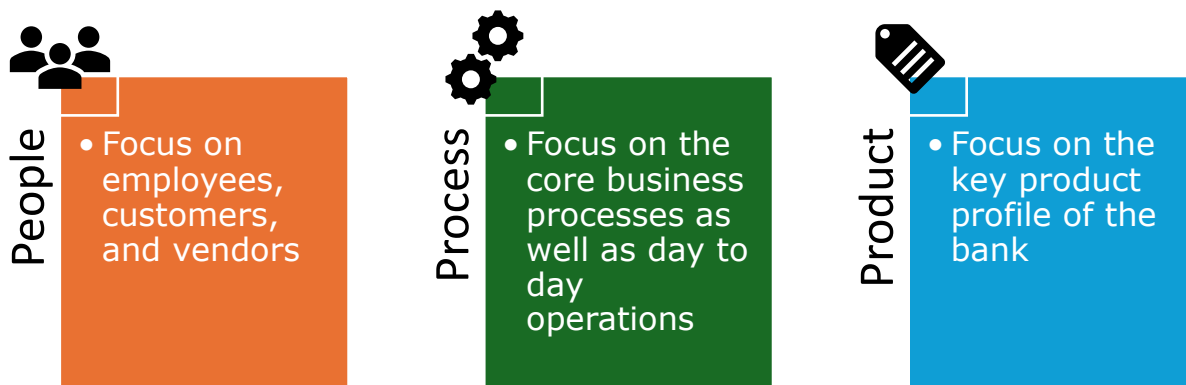 People
• Focus on
employees,
customers,
and vendors
Process
• Focus on the
core business
processes as
well as day to
day
operations
Product
• Focus on the
key product
profile of the
bank